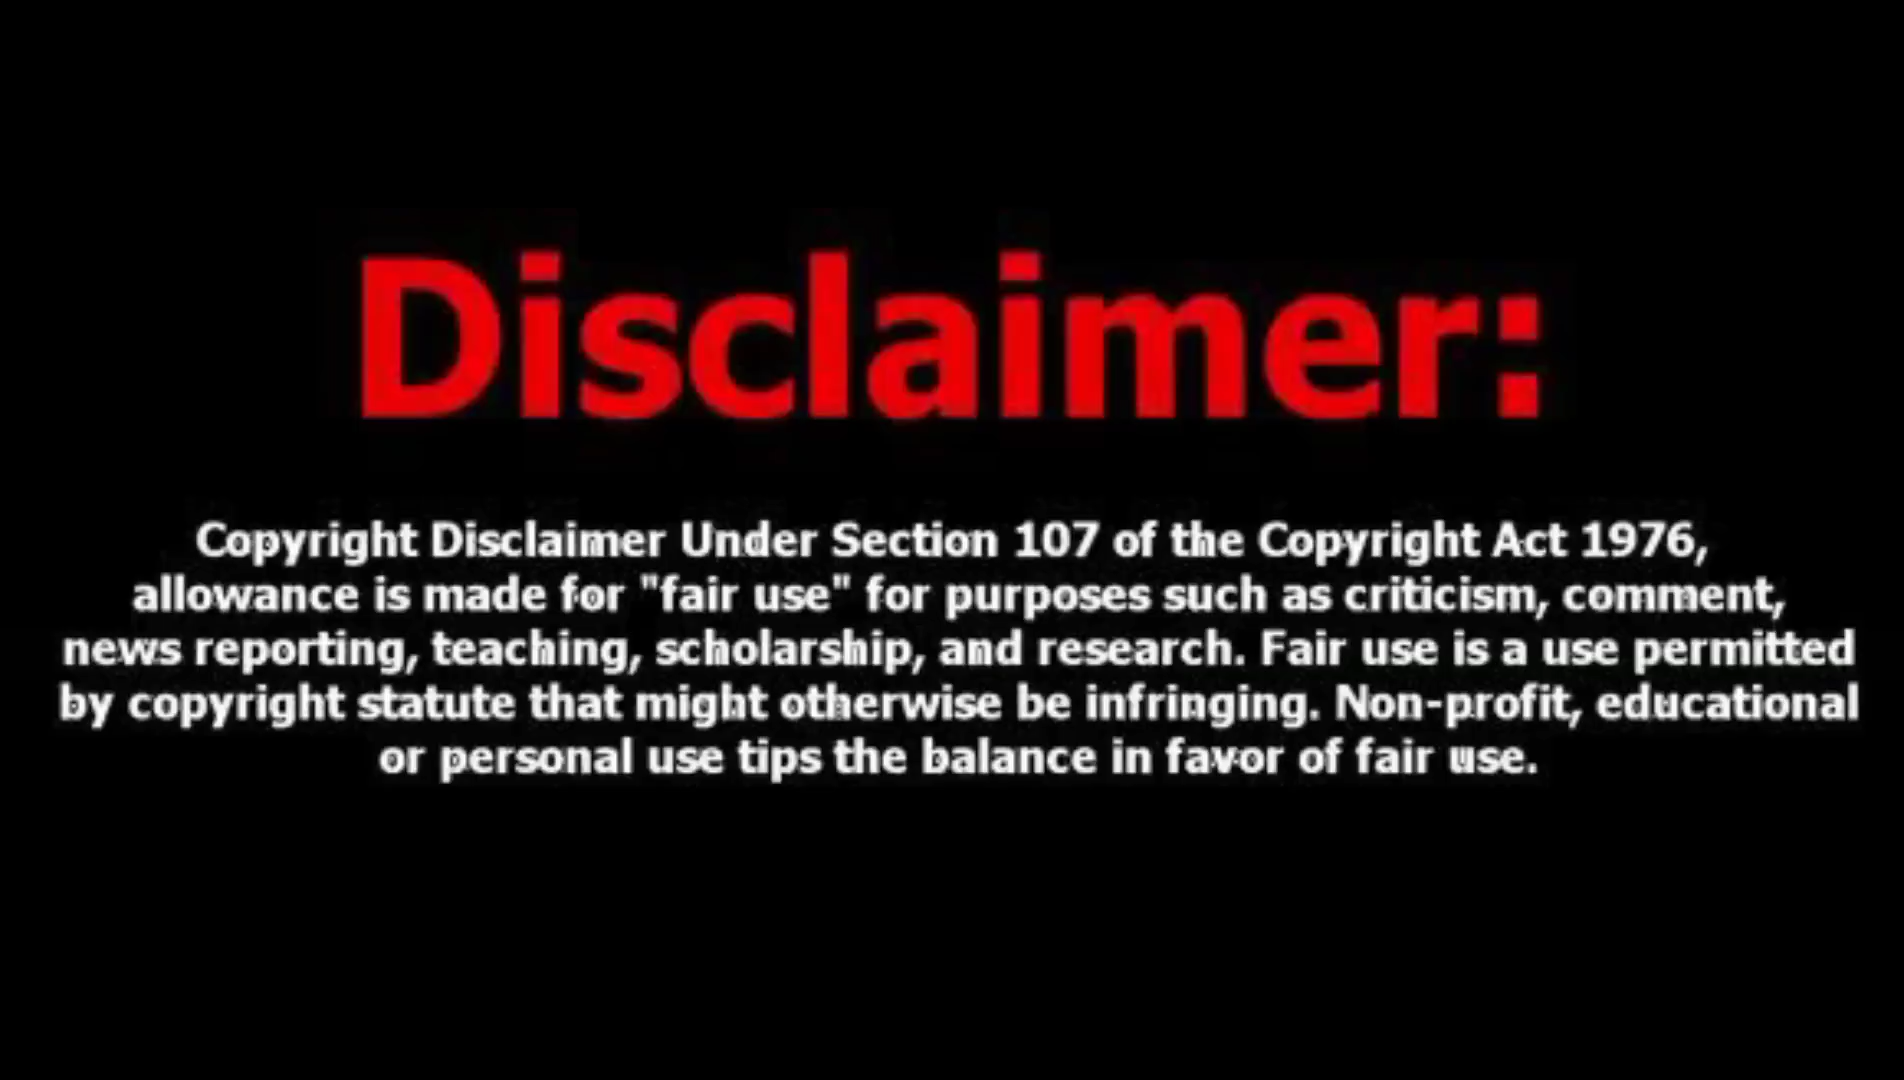 Disclaimer:
Copyright Disclaimer Under Section 107 of the Copyright Act 1976,
allowance is made for "fair use" for purposes such as criticism, comment,
news reporting, teaching, scholarship, and research. Fair use is a use permitted
by copyright statute that might otherwise be infringing. Non-profit, educational
or personal use tips the balance in favor of fair use.